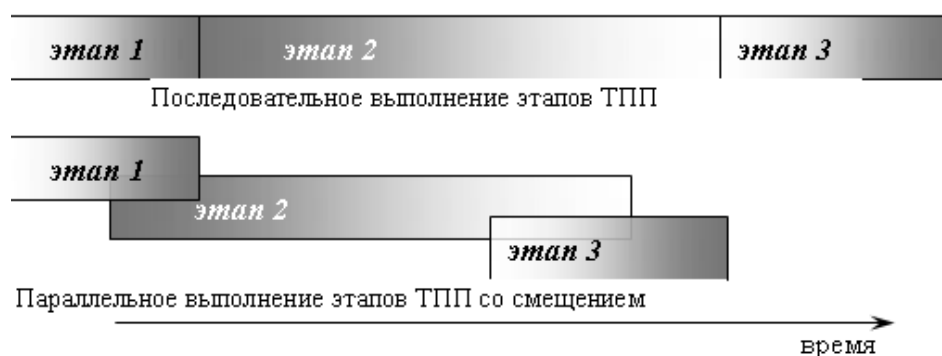 этап 1 этап 2 этап 3
Последовательное выполнение этапов ТПП
этап 1
этап 2
этап 3
Параллельное выполнение этапов ТПП со смещением
время